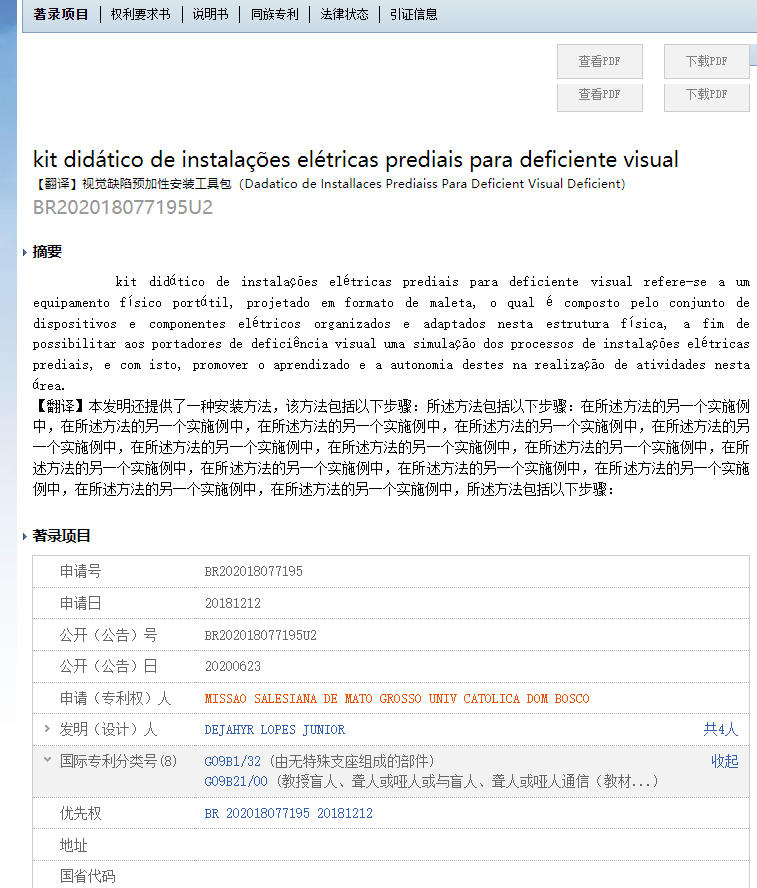 著录项目 | 权利要求书 | 说明书 | 同族专利 | 法律状态 | 引证信息
查看PDF 下载PDF
查看PDF 下载PDF
kit didático de instalações elétricas prediais para deficiente visual
【翻译】视觉缺陷预加性安装工具包（Dadatico de Installaces Prediaiss Para Deficient Visual Deficient）
BR202018077195U2
摘要
kit didático de instalações elétricas prediais para deficiente visual refere-se a um
equipamento físico portátil, projetado em formato de maleta, o qual é composto pelo conjunto de
dispositivos e componentes elétricos organizados e adaptados nesta estrutura física, a fim de
possibilitar aos portadores de deficiência visual uma simulação dos processos de instalações elétricas
prediais, e com isto, promover o aprendizado e a autonomia destes na realização de atividades nesta
área.
【翻译】本发明还提供了一种安装方法，该方法包括以下步骤：所述方法包括以下步骤：在所述方法的另一个实施例
中，在所述方法的另一个实施例中，在所述方法的另一个实施例中，在所述方法的另一个实施例中，在所述方法的另
一个实施例中，在所述方法的另一个实施例中，在所述方法的另一个实施例中，在所述方法的另一个实施例中，在所
述方法的另一个实施例中，在所述方法的另一个实施例中，在所述方法的另一个实施例中，在所述方法的另一个实施
例中，在所述方法的另一个实施例中，在所述方法的另一个实施例中，所述方法包括以下步骤：
著录项目
申请号 BR202018077195
申请日 20181212
公开（公告）号 BR202018077195U2
公开（公告）日 20200623
申请（专利权）人 MISSAO SALESIANA DE MATO GROSSO UNIV CATOLICA DOM BOSCO
发明（设计）人 DEJAHYR LOPES JUNIOR 共4人
国际专利分类号(8) G09B1/32 (由无特殊支座组成的部件) 收起
G09B21/00 (教授盲人、聋人或哑人或与盲人、聋人或哑人通信（教材...)
优先权 BR 202018077195 20181212
地址
国省代码